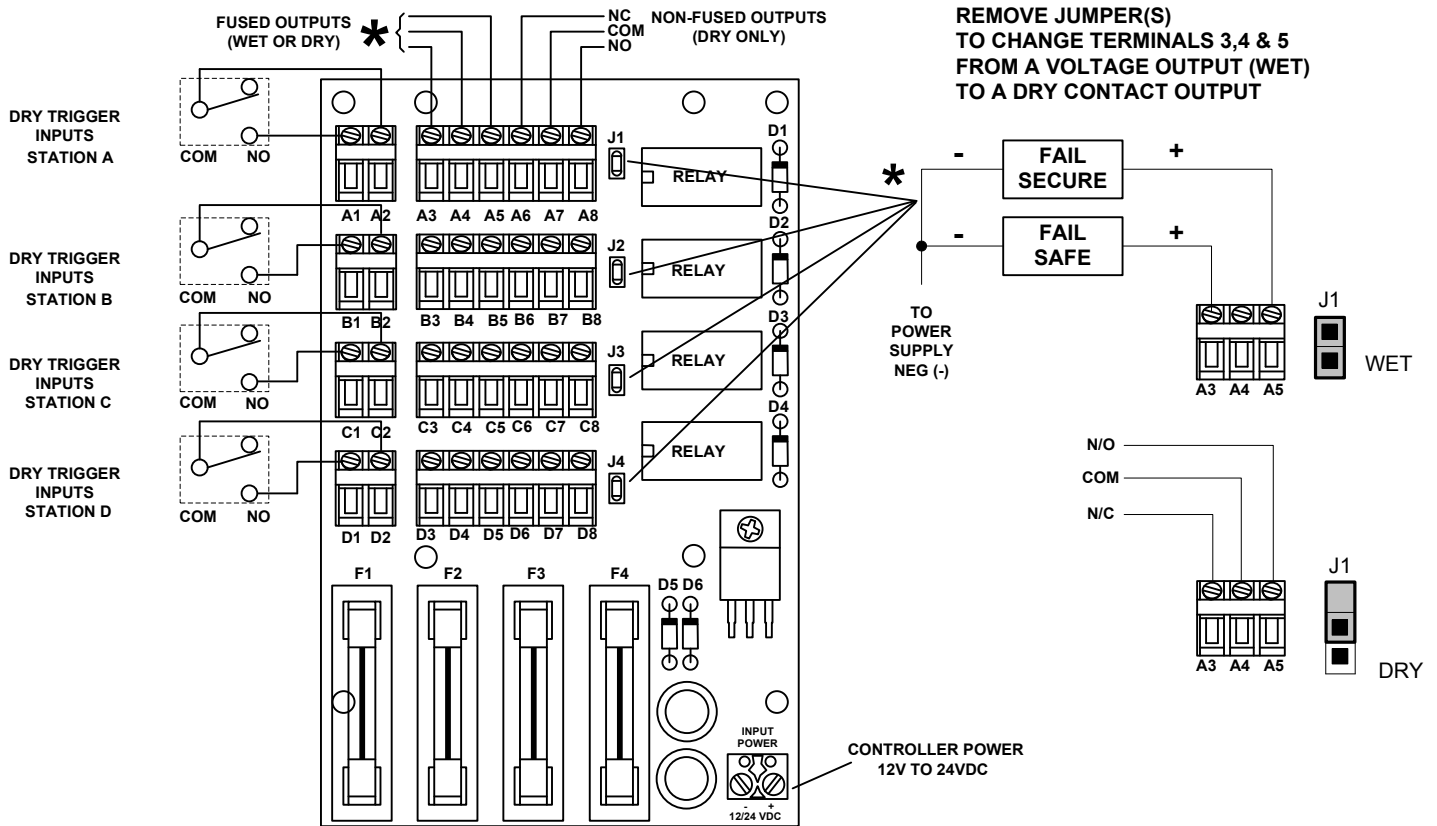 FUSED OUTPUTS
(WET OR DRY)
*
NC
COM
NO
NON-FUSED OUTPUTS
(DRY ONLY)
REMOVE JUMPER(S)
TO CHANGE TERMINALS 3,4 & 5
FROM A VOLTAGE OUTPUT (WET)
TO A DRY CONTACT OUTPUT
DRY TRIGGER
INPUTS
STATION A
COM NO
A1 A2 A3 A4 A5 A6 A7 A8
J1
RELAY
D1
DRY TRIGGER
INPUTS
STATION B
COM NO
B1 B2 B3 B4 B5 B6 B7 B8
J2
RELAY
D2
DRY TRIGGER
INPUTS
STATION C
COM NO
C1 C2 C3 C4 C5 C6 C7 C8
J3
RELAY
D3
DRY TRIGGER
INPUTS
STATION D
COM NO
D1 D2 D3 D4 D5 D6 D7 D8
J4
RELAY
D4
F1 F2 F3 F4
D5 D6
INPUT
POWER
- +
12/24 VDC
CONTROLLER POWER
12V TO 24VDC
*
- FAIL
SECURE +
- FAIL
SAFE +
TO
POWER
SUPPLY
NEG (-)
A3 A4 A5
J1
WET
N/O
COM
N/C
A3 A4 A5
J1
DRY